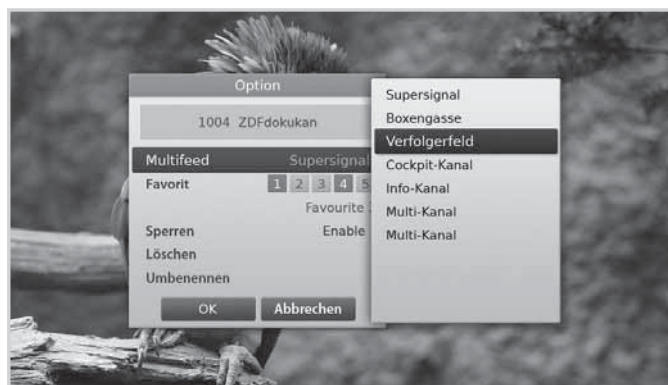 Option
1004 ZDFdokukan
Multifeed Supersignal
Favorit 1 2 3 4 5
Favourite
Sperren Enable
Löschen
Umbenennen
OK Abbrechen
Supersignal
Boxengasse
Verfolgerfeld
Cockpit-Kanal
Info-Kanal
Multi-Kanal
Multi-Kanal